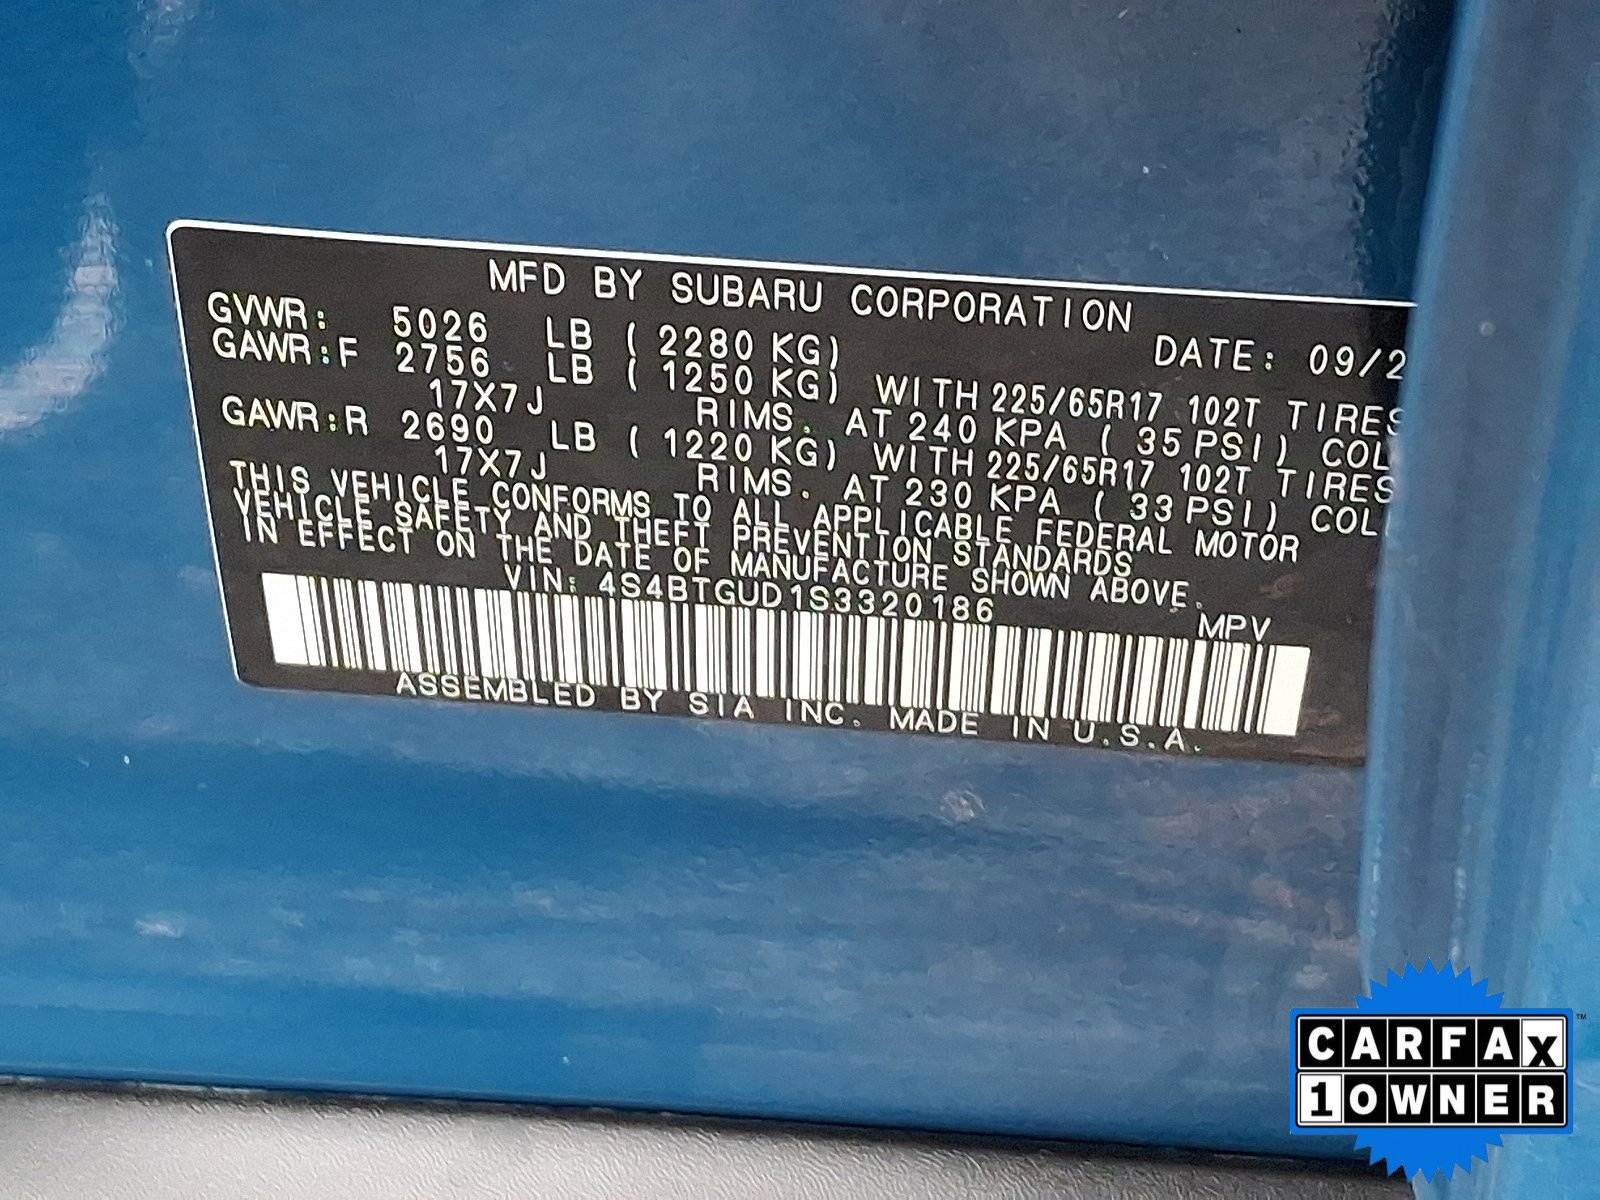 MFD BY SUBARU CORPORATION
DATE: 09/2
GVWR: 5026 LB ( 2280 KG)
GAWR:F 2756 LB ( 1250 KG) WITH 225/65R17 102T TIRES
17X7J RIMS. AT 240 KPA ( 35 PSI) COL
GAWR:R 2690 LB ( 1220 KG) WITH 225/65R17 102T TIRES
17X7J RIMS. AT 230 KPA ( 33 PSI) COL
THIS VEHICLE CONFORMS TO ALL APPLICABLE FEDERAL MOTOR
VEHICLE SAFETY AND THEFT PREVENTION STANDARDS
IN EFFECT ON THE DATE OF MANUFACTURE SHOWN ABOVE.
VIN: 4S4BTGUD1S3320186 MPV
ASSEMBLED BY SIA INC. MADE IN U.S.A.
CARFAX ™
1 OWNER